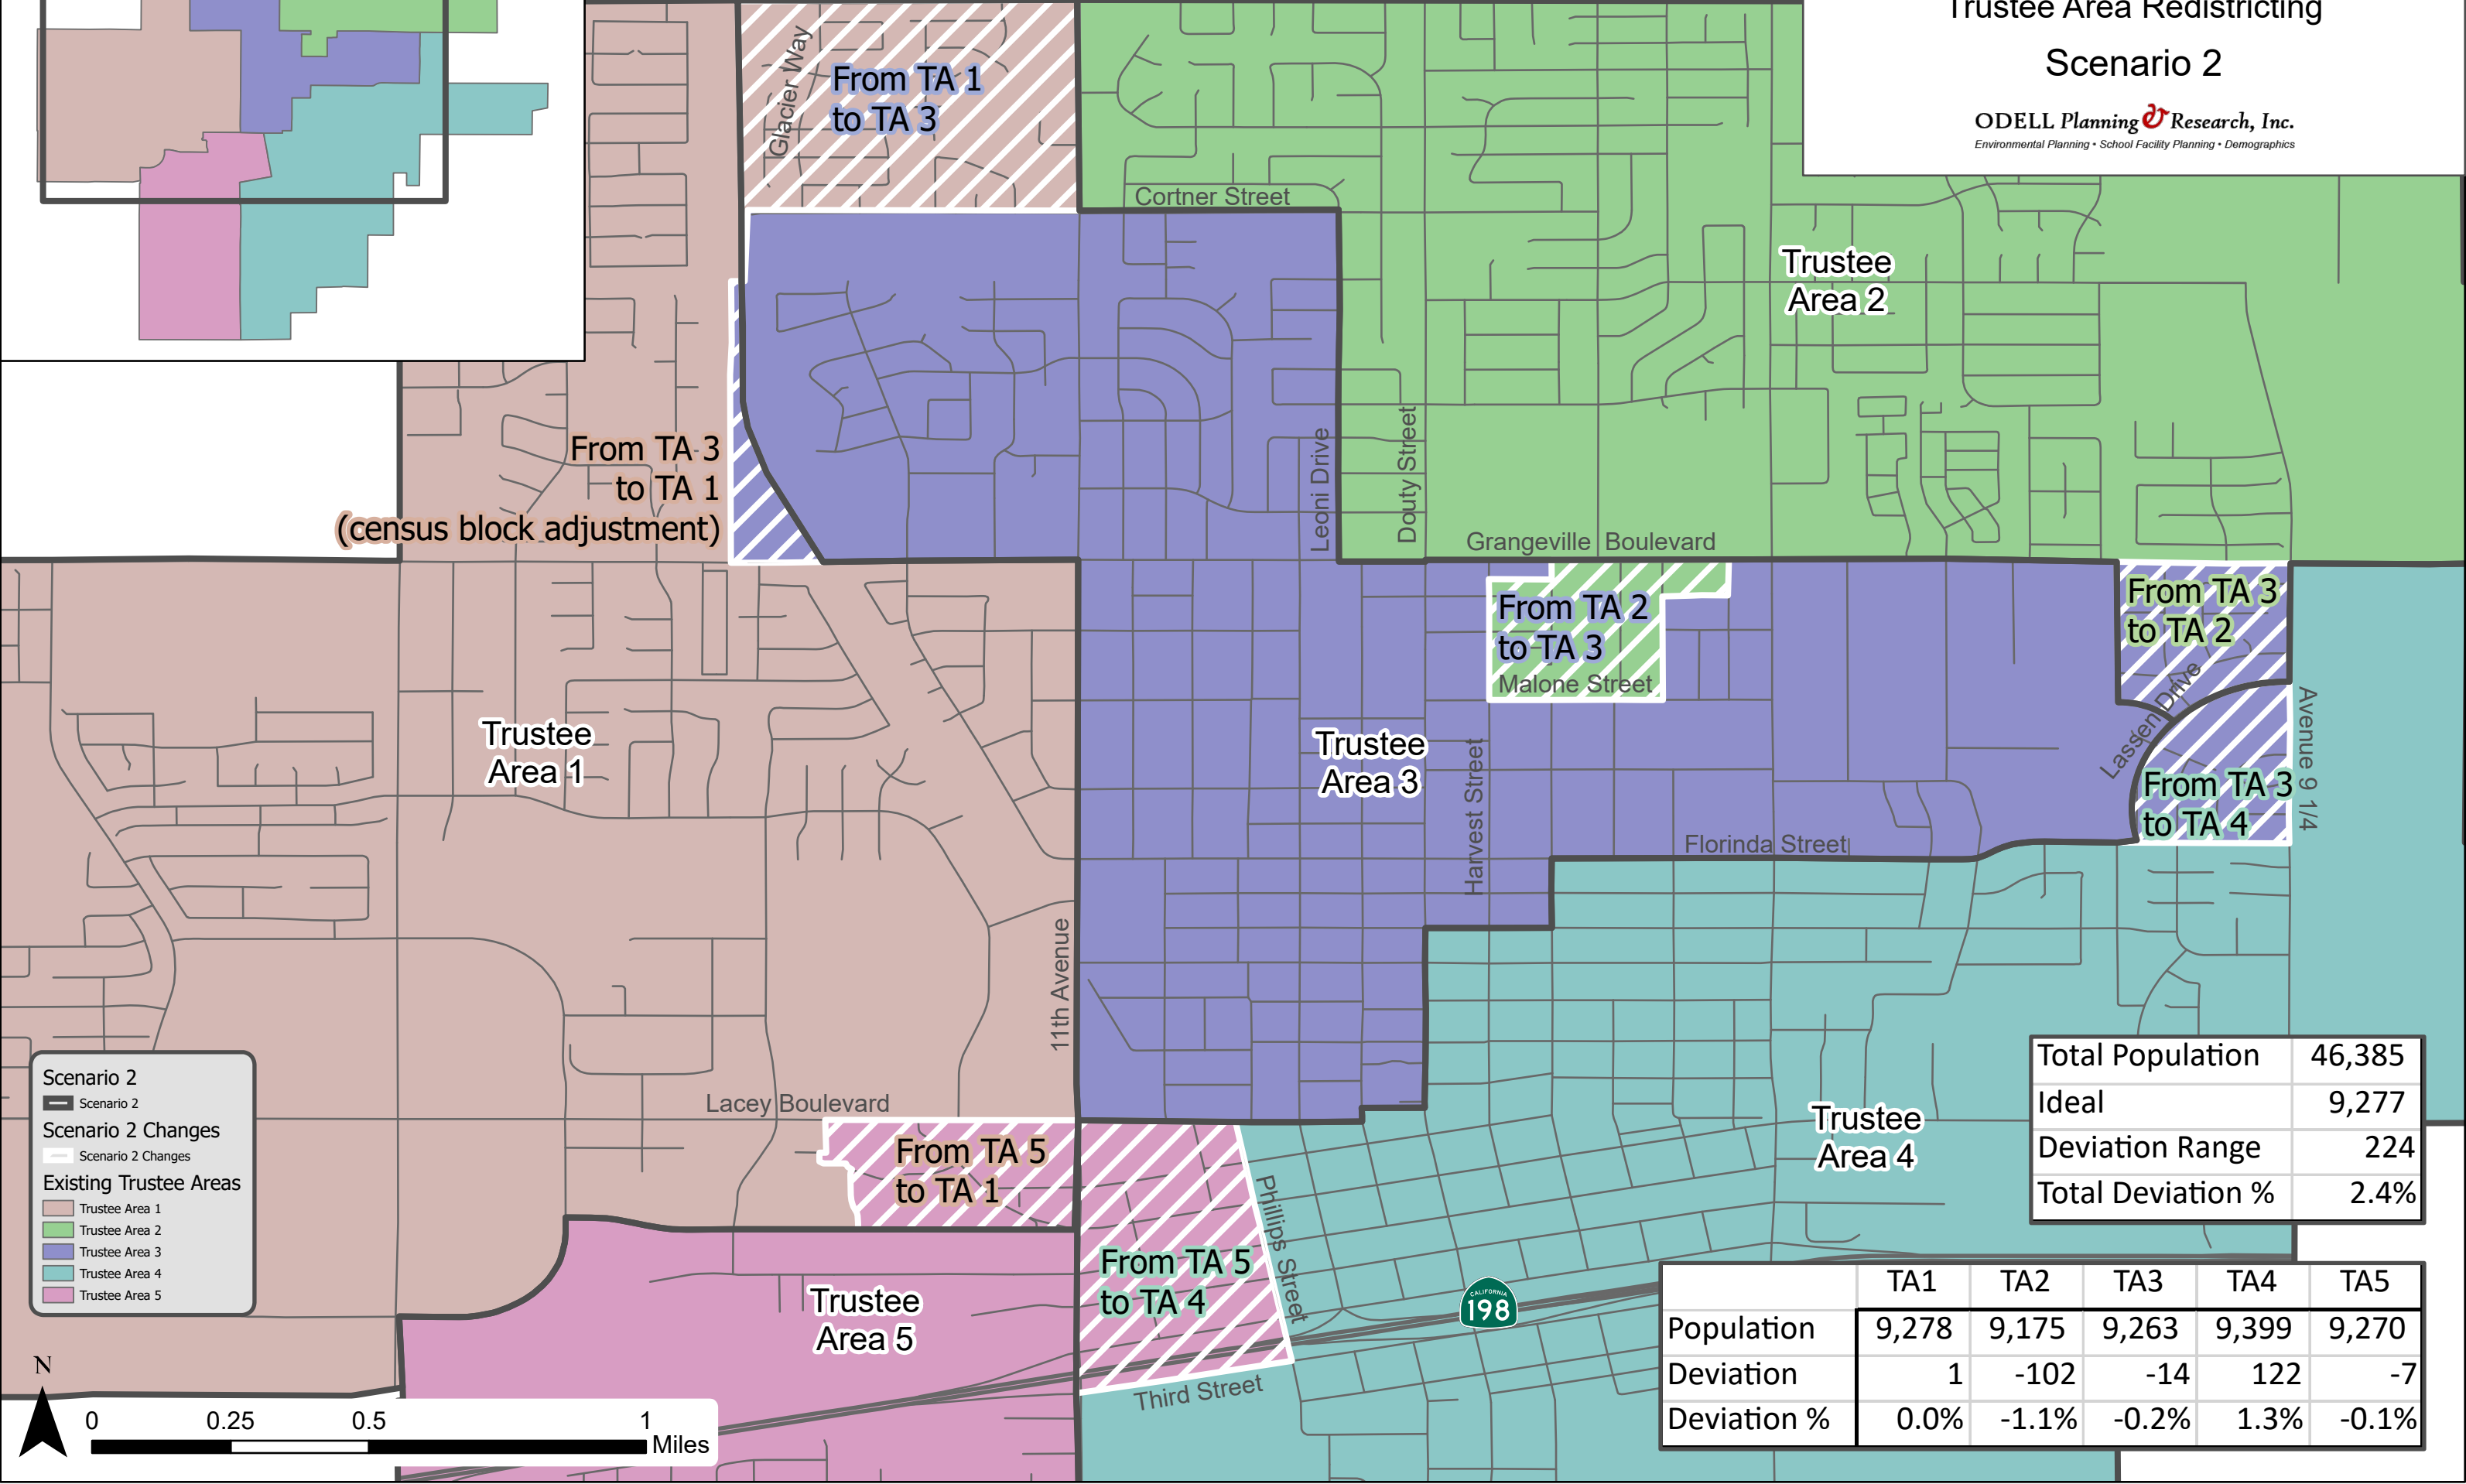 Trustee Area Redistricting
Scenario 2
ODELL Planning & Research, Inc.
Environmental Planning • School Facility Planning • Demographics
Glacier Way
From TA 1
to TA 3
Cortner Street
Trustee
Area 2
From TA 3
to TA 1
(census block adjustment)
Leoni Drive
Douty Street
Grangeville Boulevard
From TA 2
to TA 3
Malone Street
From TA 3
to TA 2
Lassen Drive
Avenue 9 1/4
From TA 3
to TA 4
Trustee
Area 1
Trustee
Area 3
Harvest Street
Florinda Street
11th Avenue
Lacey Boulevard
From TA 5
to TA 1
From TA 5
to TA 4
Phillips Street
Third Street
Trustee
Area 4
Trustee
Area 5
CALIFORNIA
198
Scenario 2
Scenario 2
Scenario 2 Changes
Scenario 2 Changes
Existing Trustee Areas
Trustee Area 1
Trustee Area 2
Trustee Area 3
Trustee Area 4
Trustee Area 5
N
0 0.25 0.5 1
Miles
Total Population 46,385
Ideal 9,277
Deviation Range 224
Total Deviation % 2.4%
TA1 TA2 TA3 TA4 TA5
Population 9,278 9,175 9,263 9,399 9,270
Deviation 1 -102 -14 122 -7
Deviation % 0.0% -1.1% -0.2% 1.3% -0.1%